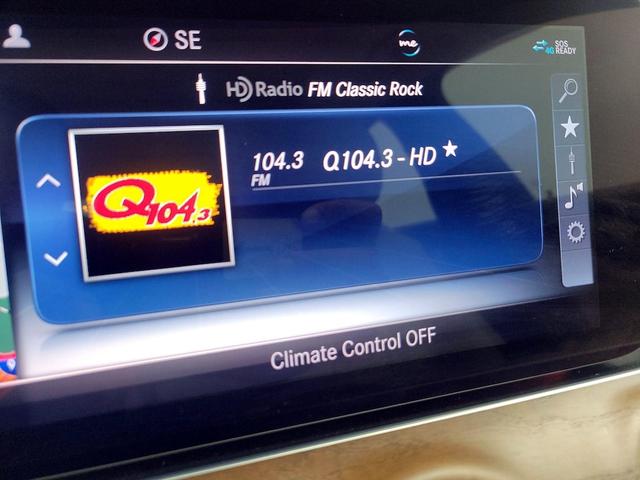 SE
me
4G SOS READY
HD Radio FM Classic Rock
Q104.3
104.3 Q104.3 - HD
FM
Climate Control OFF